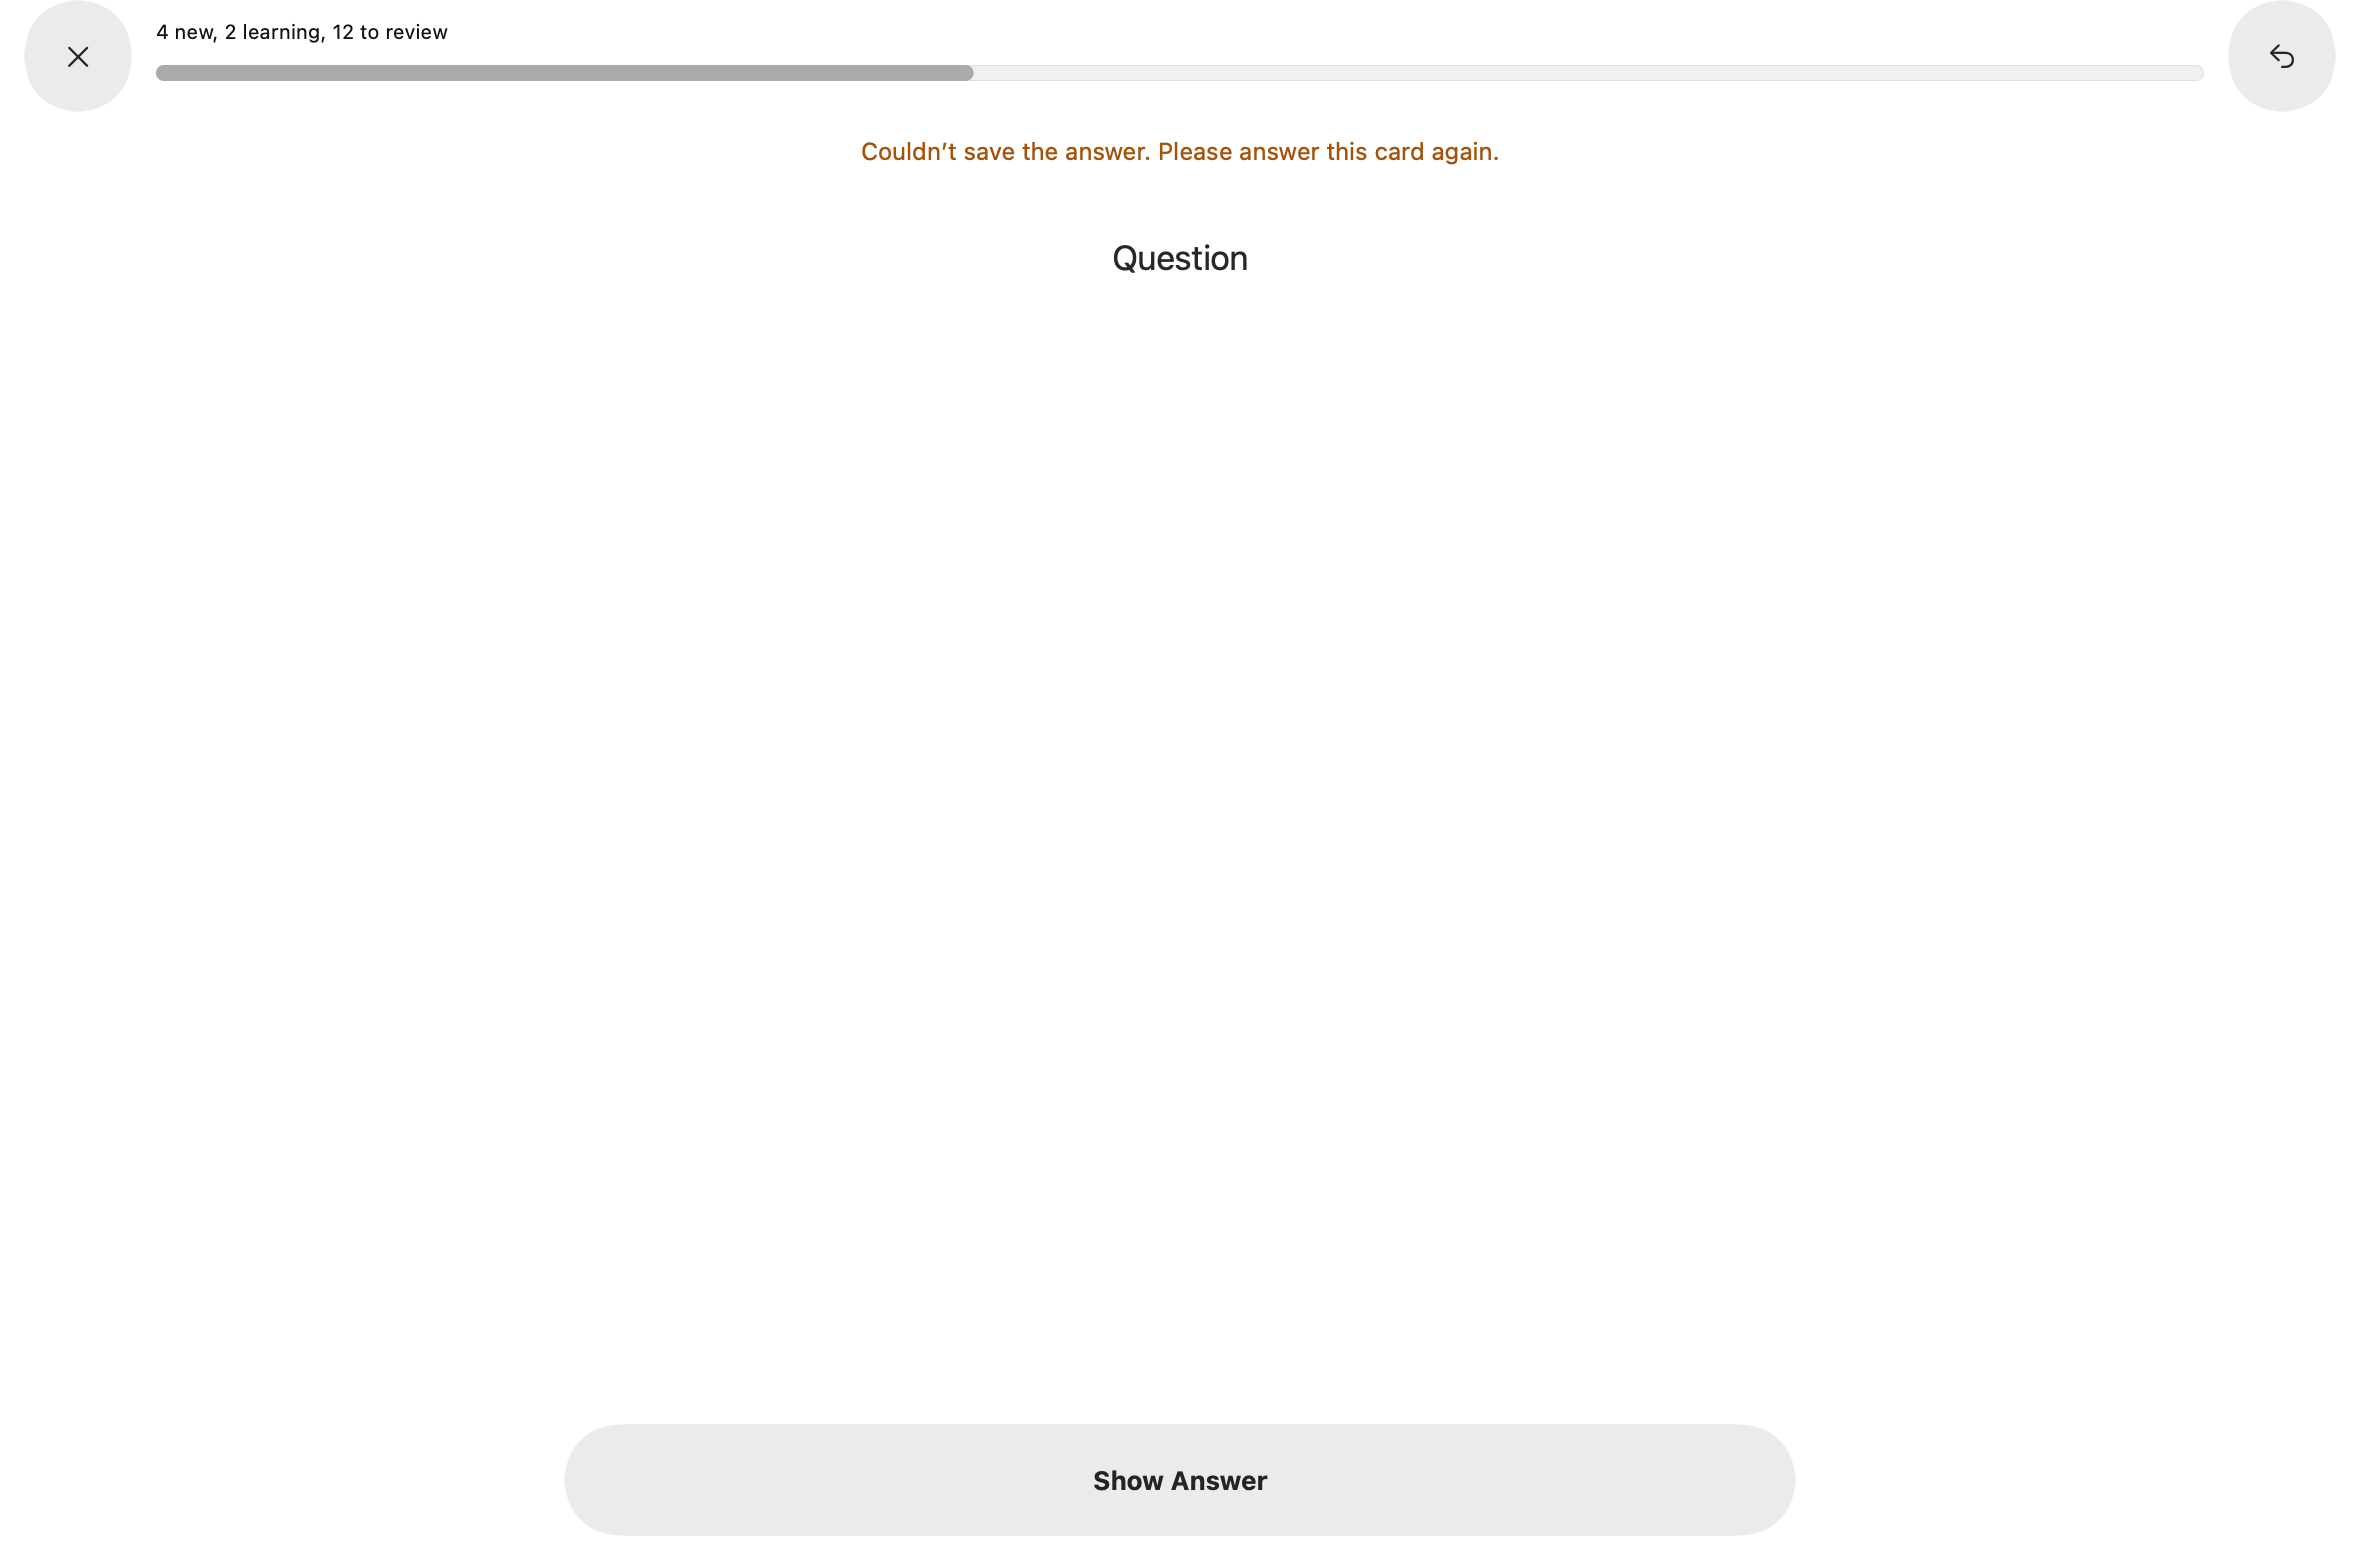 4 new, 2 learning, 12 to review
Couldn’t save the answer. Please answer this card again.
Question
Show Answer